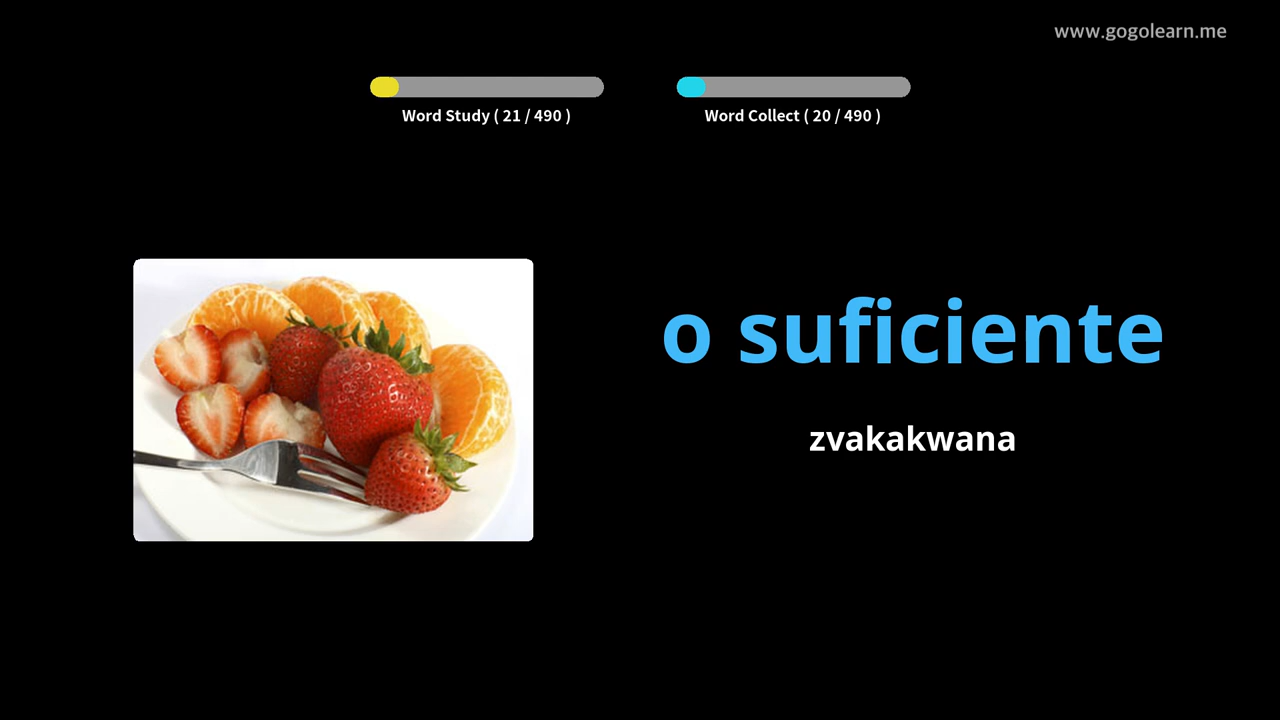 www.gogolearn.me
Word Study ( 21 / 490 )
Word Collect ( 20 / 490 )
o suficiente
zvakakwana